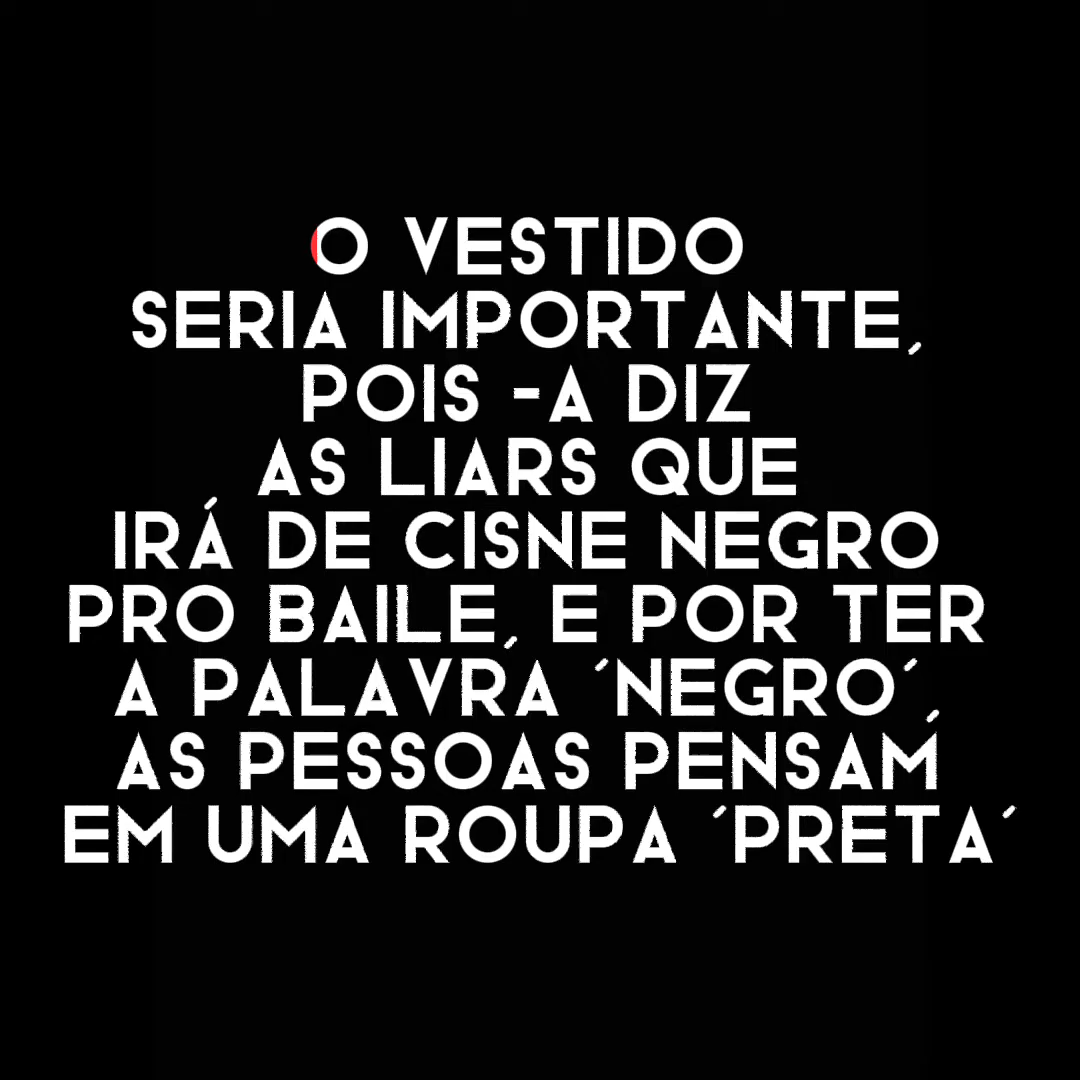 O VESTIDO
SERIA IMPORTANTE,
POIS -A DIZ
AS LIARS QUE
IRÁ DE CISNE NEGRO
PRO BAILE, E POR TER
A PALAVRA ´NEGRO´,
AS PESSOAS PENSAM
EM UMA ROUPA ´PRETA´